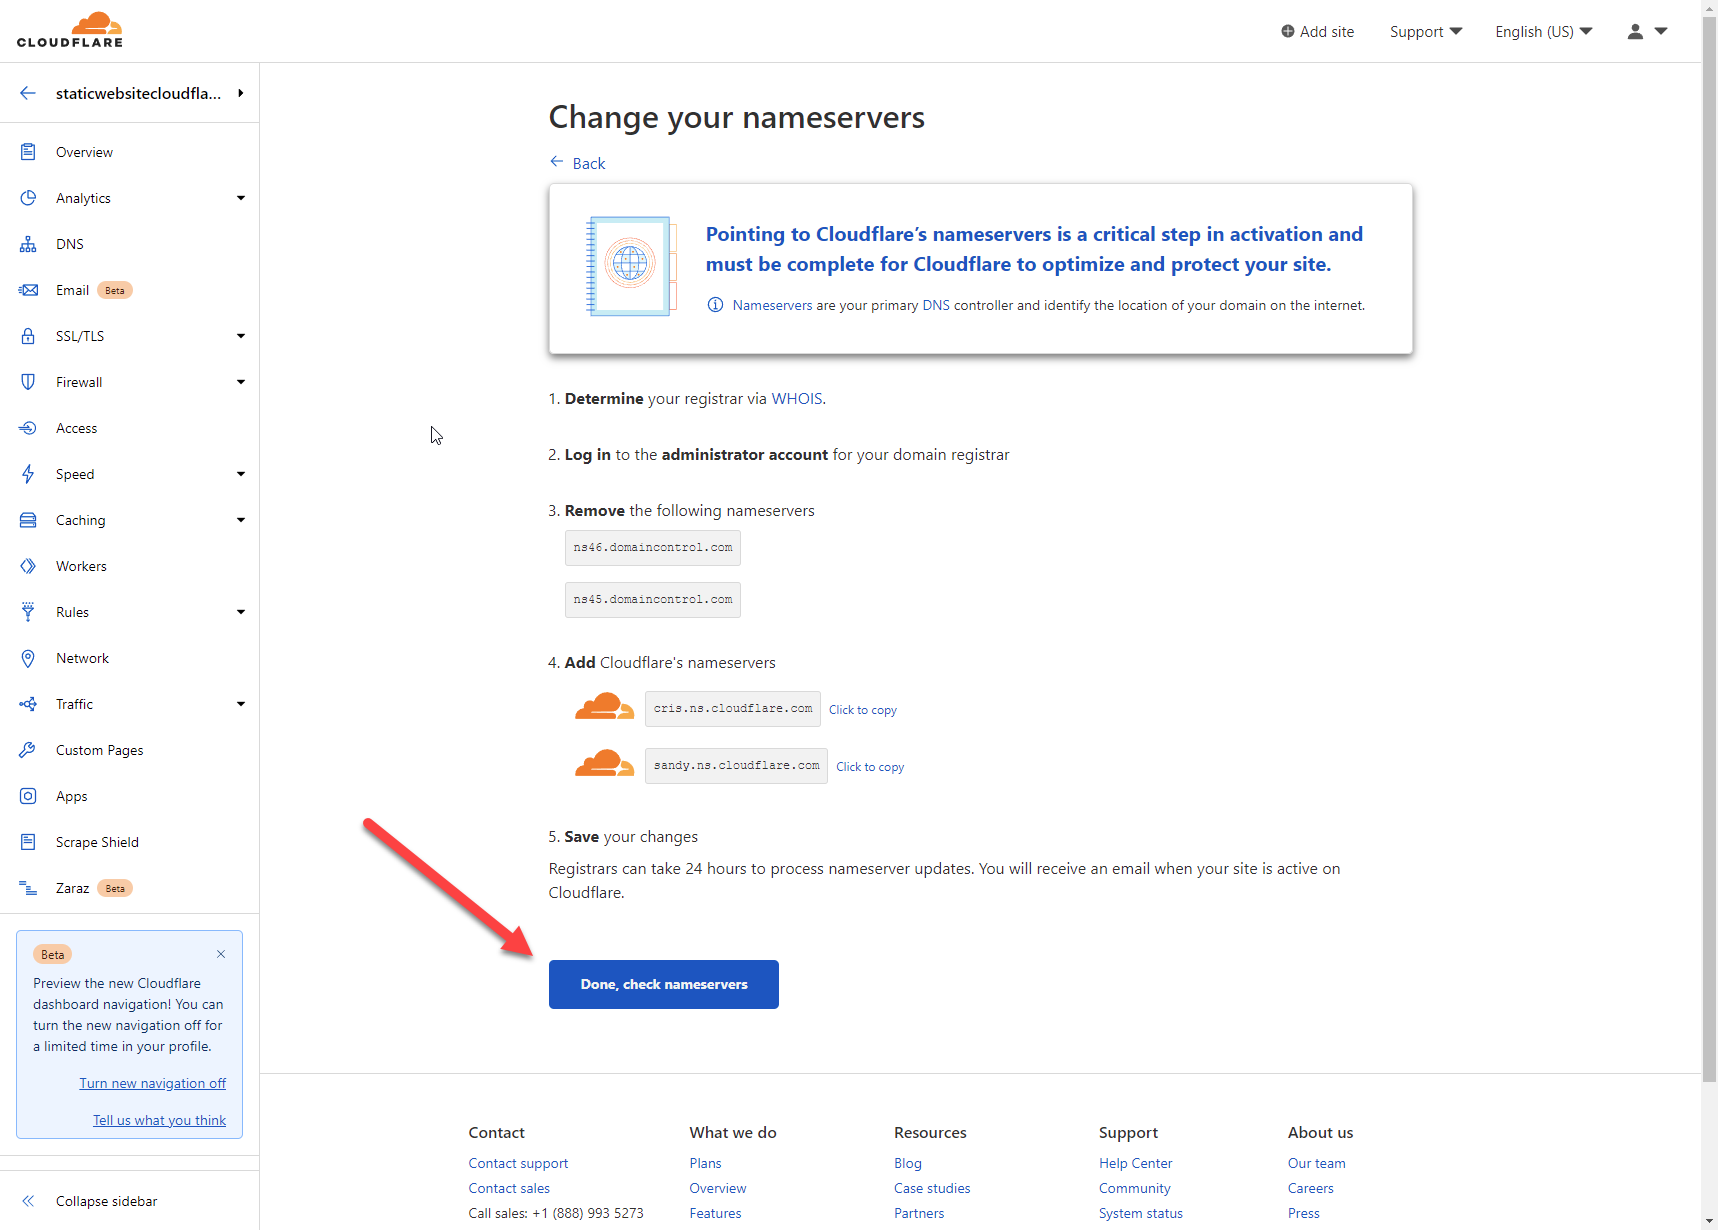 CLOUDFLARE
Add site
Support
English (US)
staticwebsitecloudfla...
Overview
Analytics
DNS
Email Beta
SSL/TLS
Firewall
Access
Speed
Caching
Workers
Rules
Network
Traffic
Custom Pages
Apps
Scrape Shield
Zaraz Beta
Beta
Preview the new Cloudflare
dashboard navigation! You can
turn the new navigation off for
a limited time in your profile.
Turn new navigation off
Tell us what you think
Collapse sidebar
Change your nameservers
Back
Pointing to Cloudflare’s nameservers is a critical step in activation and
must be complete for Cloudflare to optimize and protect your site.
Nameservers are your primary DNS controller and identify the location of your domain on the internet.
1. Determine your registrar via WHOIS.
2. Log in to the administrator account for your domain registrar
3. Remove the following nameservers
ns46.domaincontrol.com
ns45.domaincontrol.com
4. Add Cloudflare's nameservers
cris.ns.cloudflare.com Click to copy
sandy.ns.cloudflare.com Click to copy
5. Save your changes
Registrars can take 24 hours to process nameserver updates. You will receive an email when your site is active on
Cloudflare.
Done, check nameservers
Contact
Contact support
Contact sales
Call sales: +1 (888) 993 5273
What we do
Plans
Overview
Features
Resources
Blog
Case studies
Partners
Support
Help Center
Community
System status
About us
Our team
Careers
Press